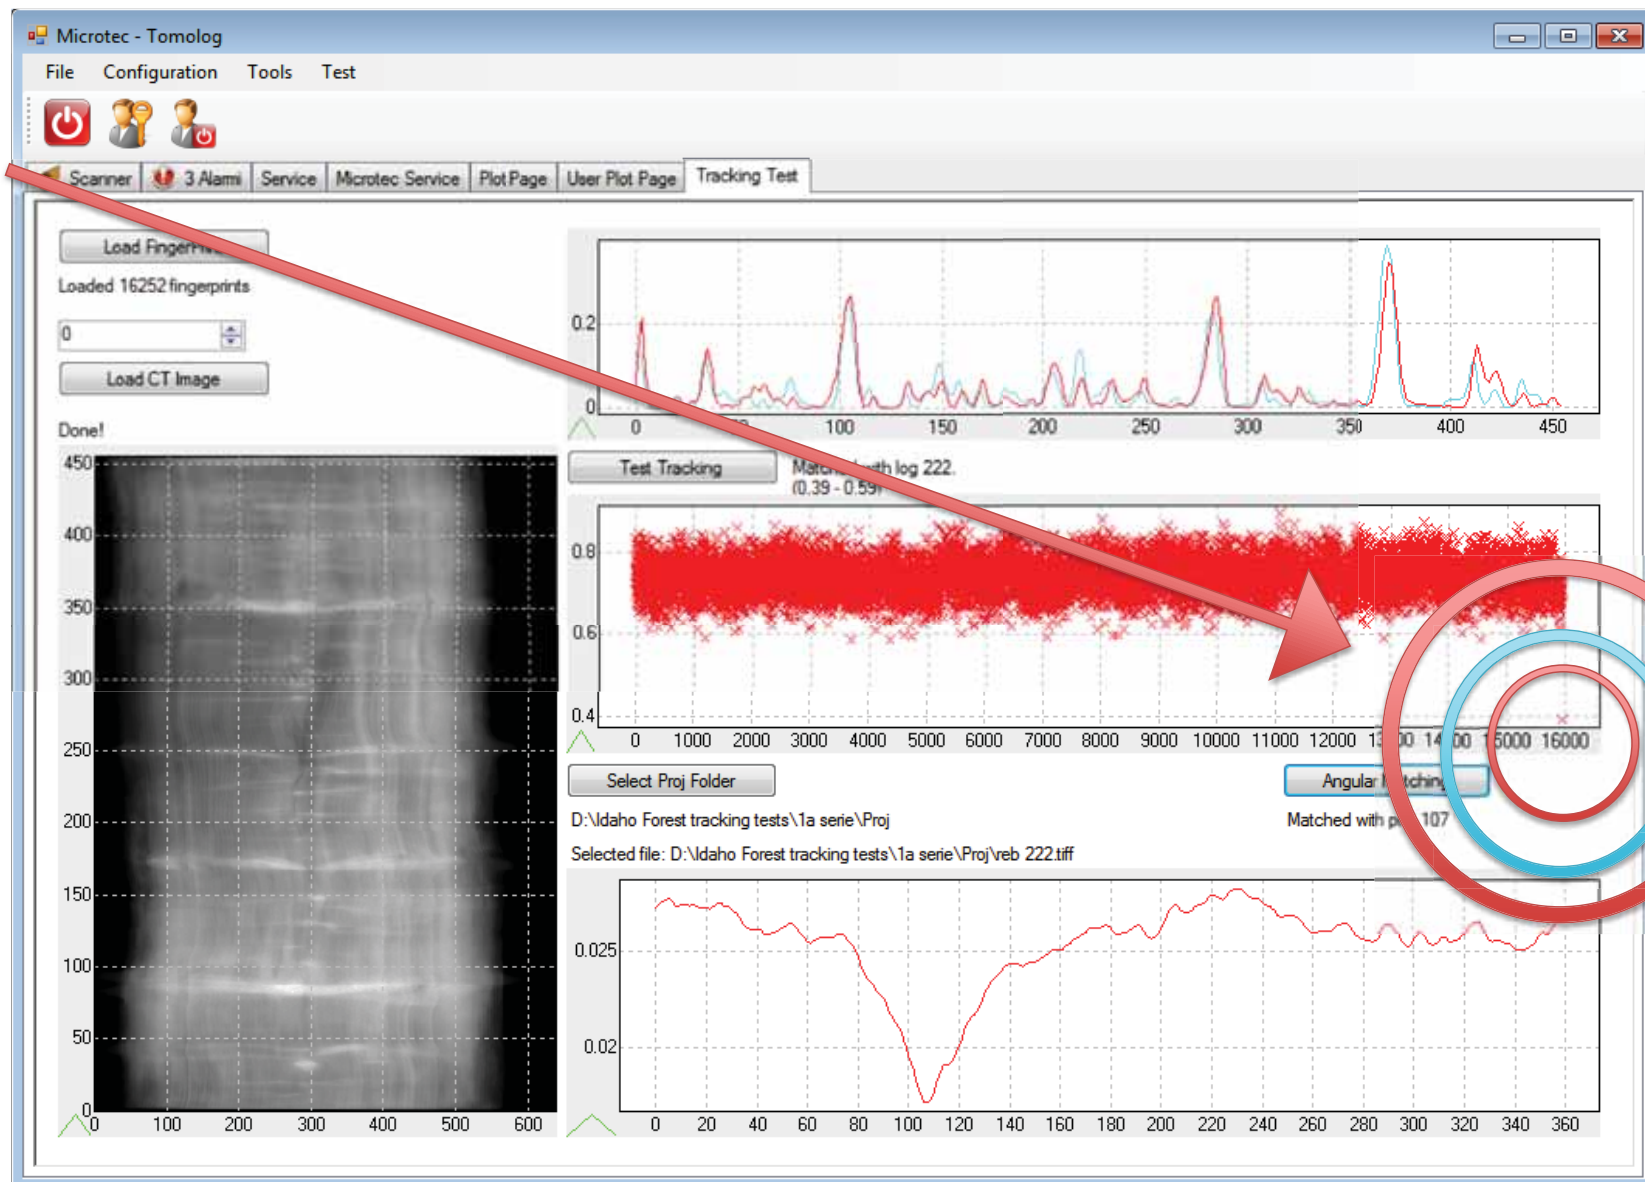 Microtec - Tomolog
File Configuration Tools Test
Scanner 3 Alarmi Service Microtec Service Plot Page User Plot Page Tracking Test
Load
Loaded 16252 fingerprints
0
Load CT Image
Done!
0.2
0
0 100 150 200 250 300 350 400 450
Test Tracking
log 222.
(0.39 - 0.59)
0.8
0.6
0.4
0 1000 2000 3000 4000 5000 6000 7000 8000 9000 10000 11000 12000 16000
Select Proj Folder
Angular
D:\Idaho Forest tracking tests\1a serie\Proj
Matched with 107
Selected file: D:\Idaho Forest tracking tests\1a serie\Proj\reb 222.tiff
0.025
0.02
0 20 40 60 80 100 120 140 160 180 200 220 240 260 280 300 320 340 360
450
400
350
300
250
200
150
100
50
0
0 100 200 300 400 500 600